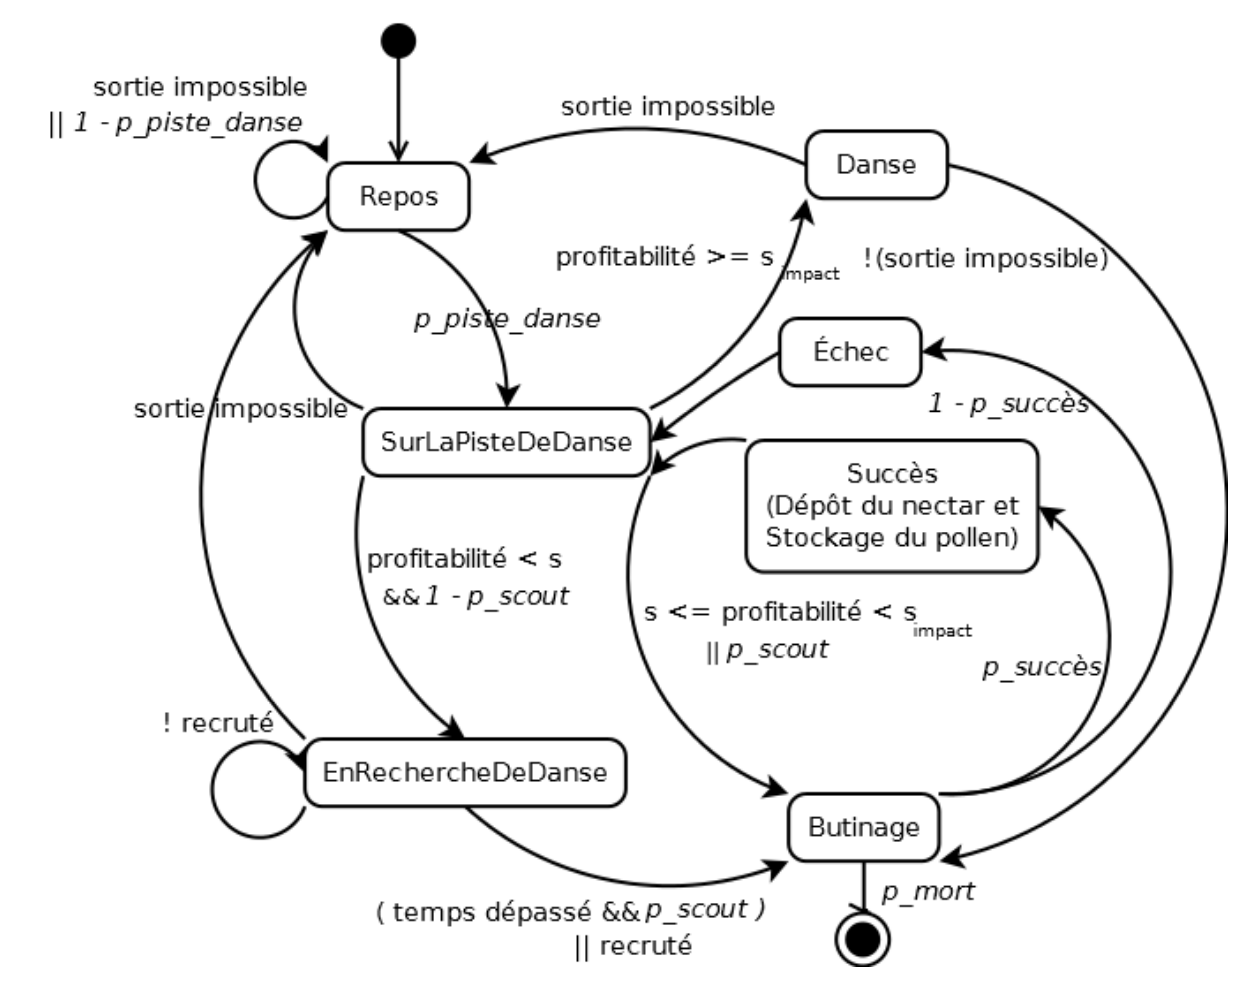 sortie impossible
|| 1 - p_piste_danse
sortie impossible
Danse
Repos
profitabilité >= s impact
!(sortie impossible)
p_piste_danse
Échec
sortie impossible
1 - p_succès
SurLaPisteDeDanse
Succès
(Dépôt du nectar et
Stockage du pollen)
profitabilité < s
&& 1 - p_scout
s <= profitabilité < s impact
|| p_scout
p_succès
! recruté
EnRechercheDeDanse
Butinage
p_mort
( temps dépassé && p_scout )
|| recruté